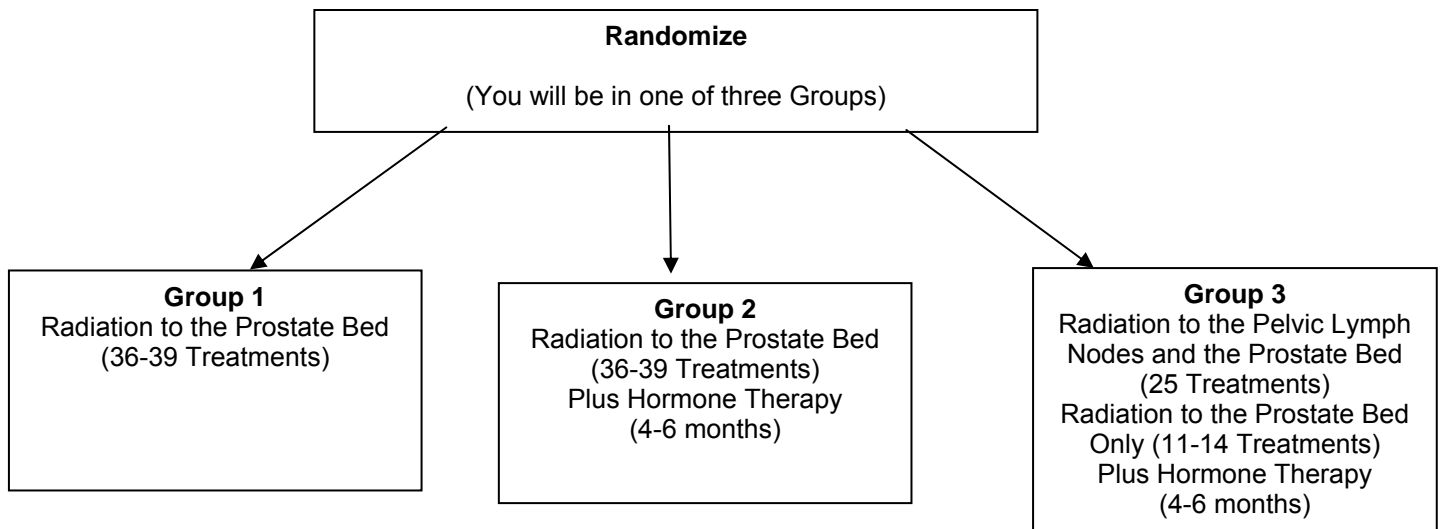 Randomize
(You will be in one of three Groups)
Group 1
Radiation to the Prostate Bed
(36-39 Treatments)
Group 2
Radiation to the Prostate Bed
(36-39 Treatments)
Plus Hormone Therapy
(4-6 months)
Group 3
Radiation to the Pelvic Lymph
Nodes and the Prostate Bed
(25 Treatments)
Radiation to the Prostate Bed
Only (11-14 Treatments)
Plus Hormone Therapy
(4-6 months)